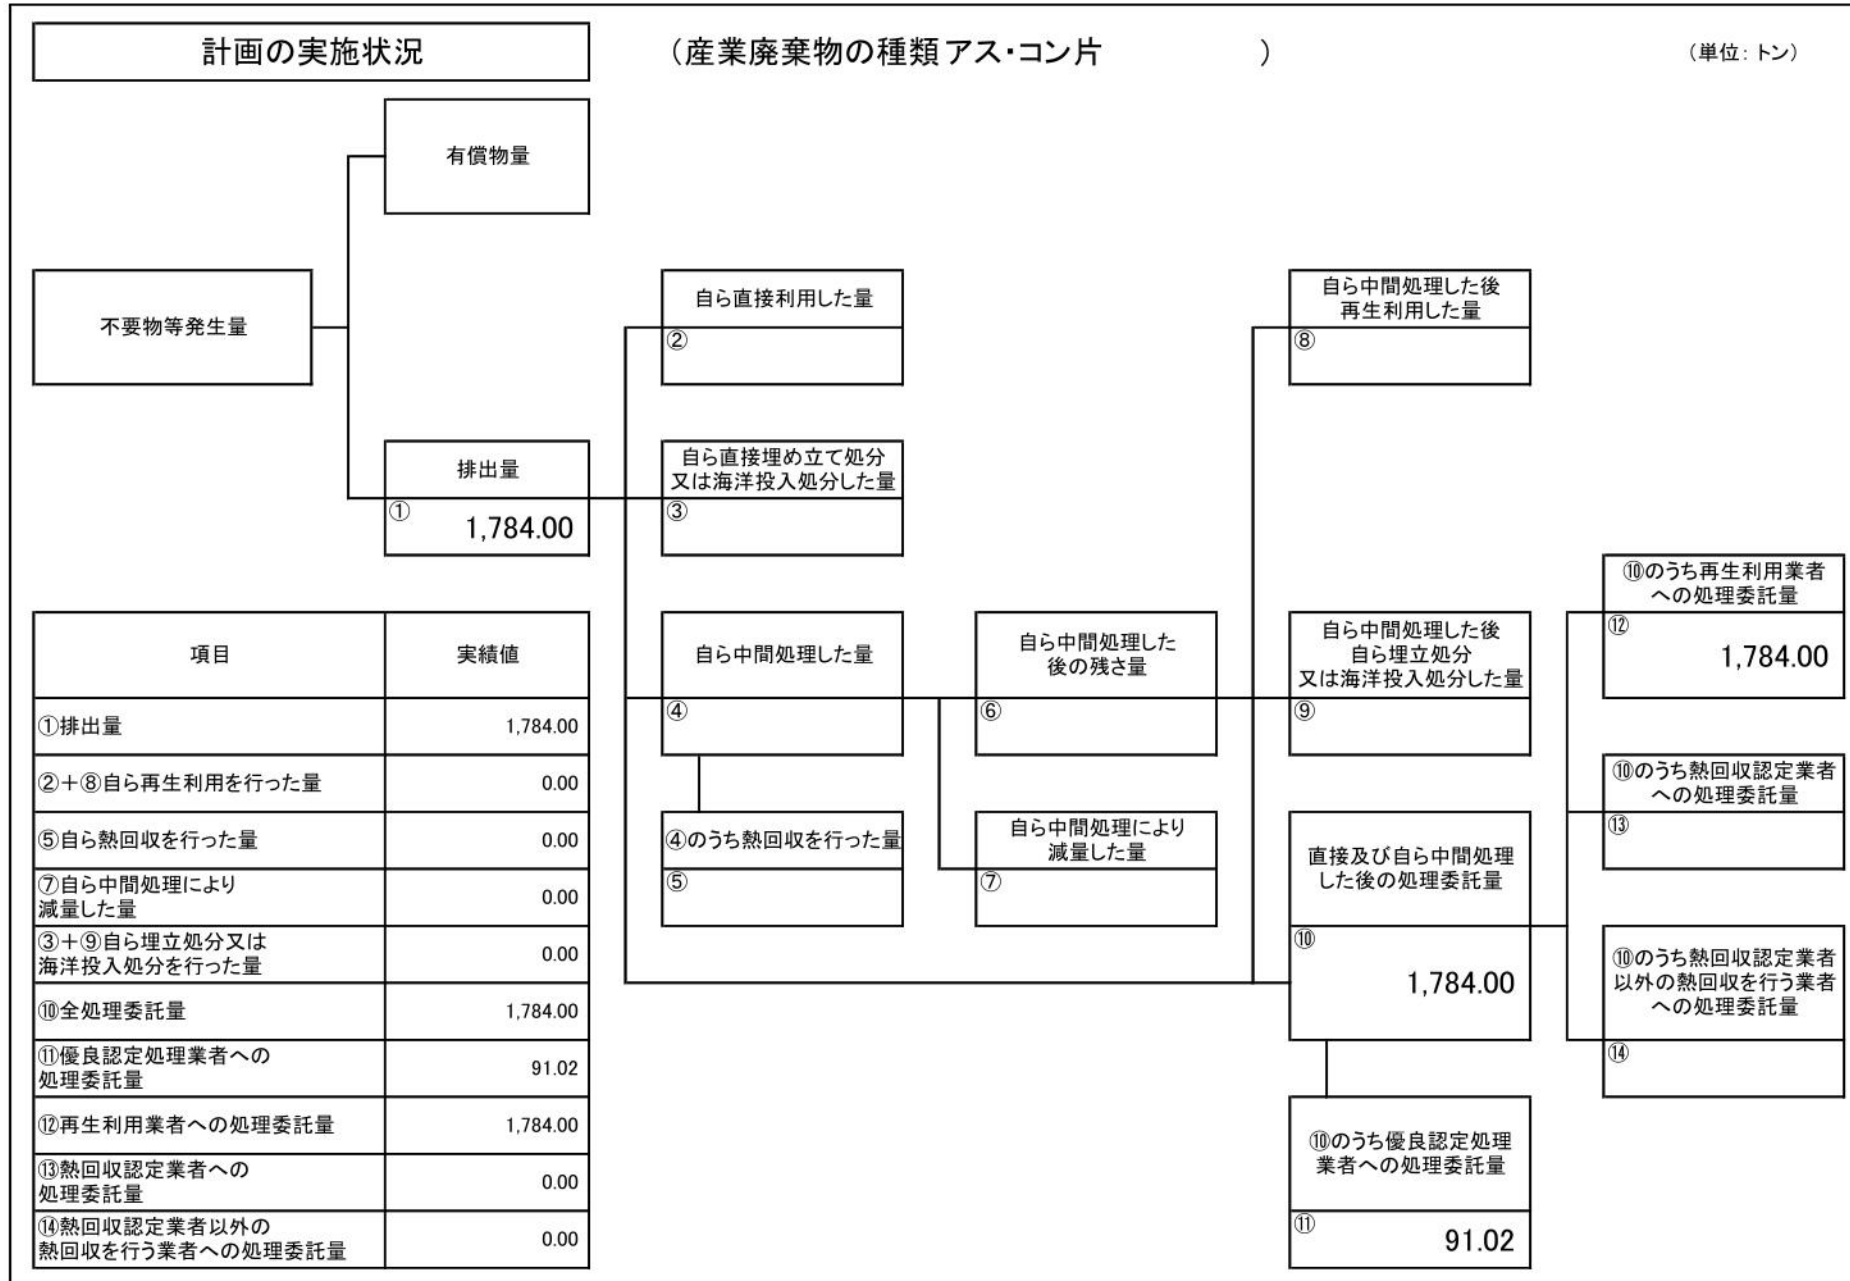 計画の実施状況
（産業廃棄物の種類アス・コン片　　　　　）
（単位：トン）
有償物量
不要物等発生量
自ら直接利用した量
②
自ら中間処理した後
再生利用した量
⑧
排出量
①
1,784.00
自ら直接埋め立て処分
又は海洋投入処分した量
③
⑩のうち再生利用業者
への処理委託量
⑫
1,784.00
自ら中間処理した量
④
自ら中間処理した
後の残さ量
⑥
自ら中間処理した後
自ら埋立処分
又は海洋投入処分した量
⑨
⑩のうち熱回収認定業者
への処理委託量
⑬
④のうち熱回収を行った量
⑤
自ら中間処理により
減量した量
⑦
直接及び自ら中間処理
した後の処理委託量
⑩
1,784.00
⑩のうち熱回収認定業者
以外の熱回収を行う業者
への処理委託量
⑭
⑩のうち優良認定処理
業者への処理委託量
⑪
91.02
項目 実績値
①排出量 1,784.00
②＋⑧自ら再生利用を行った量 0.00
⑤自ら熱回収を行った量 0.00
⑦自ら中間処理により
減量した量 0.00
③＋⑨自ら埋立処分又は
海洋投入処分を行った量 0.00
⑩全処理委託量 1,784.00
⑪優良認定処理業者への
処理委託量 91.02
⑫再生利用業者への処理委託量 1,784.00
⑬熱回収認定業者への
処理委託量 0.00
⑭熱回収認定業者以外の
熱回収を行う業者への処理委託量 0.00